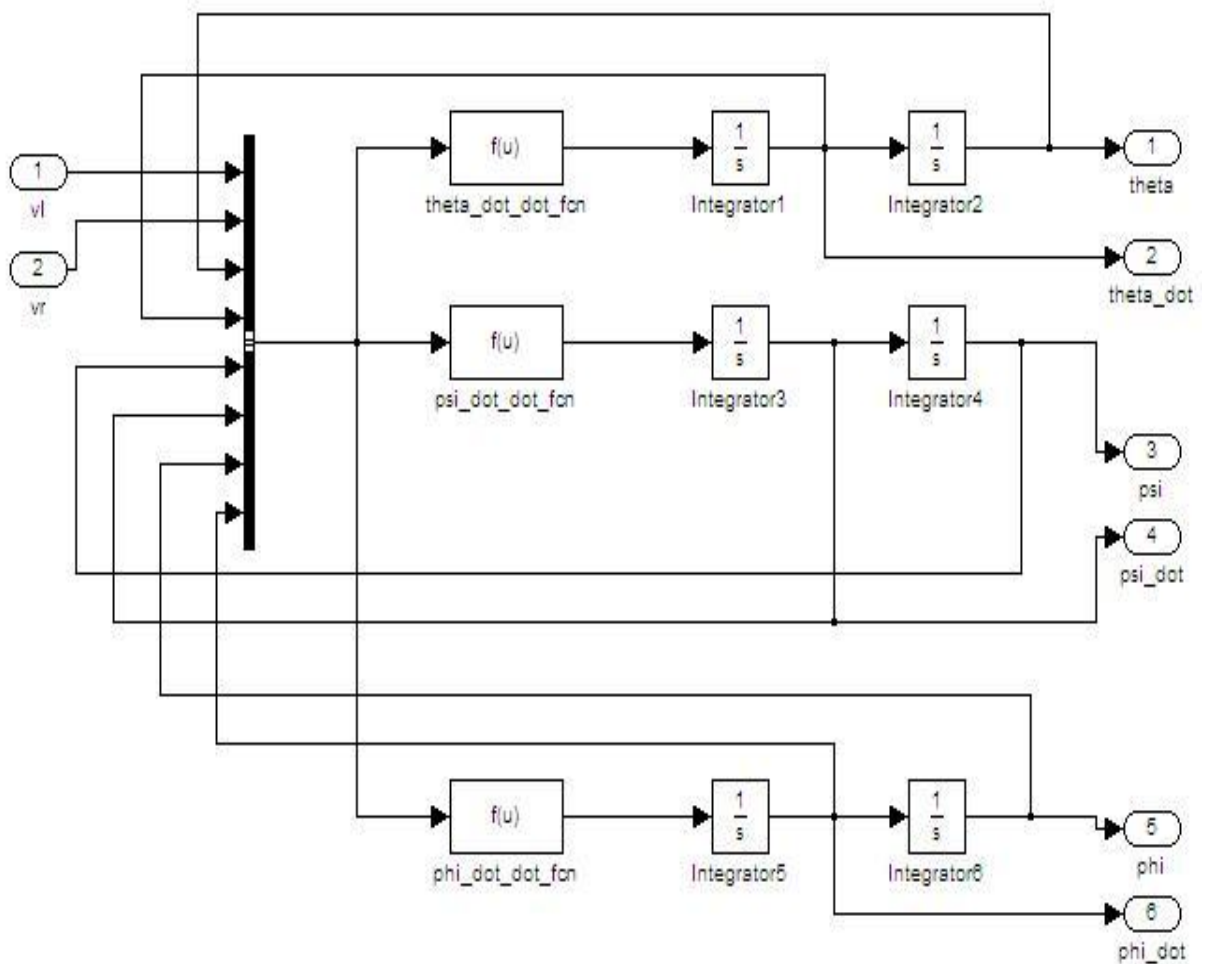 1
vl
2
vr
f(u)
theta_dot_dot_fcn
1
s
Integrator1
1
s
Integrator2
1
theta
2
theta_dot
f(u)
psi_dot_dot_fcn
1
s
Integrator3
1
s
Integrator4
3
psi
4
psi_dot
f(u)
phi_dot_dot_fcn
1
s
Integrator5
1
s
Integrator6
5
phi
6
phi_dot